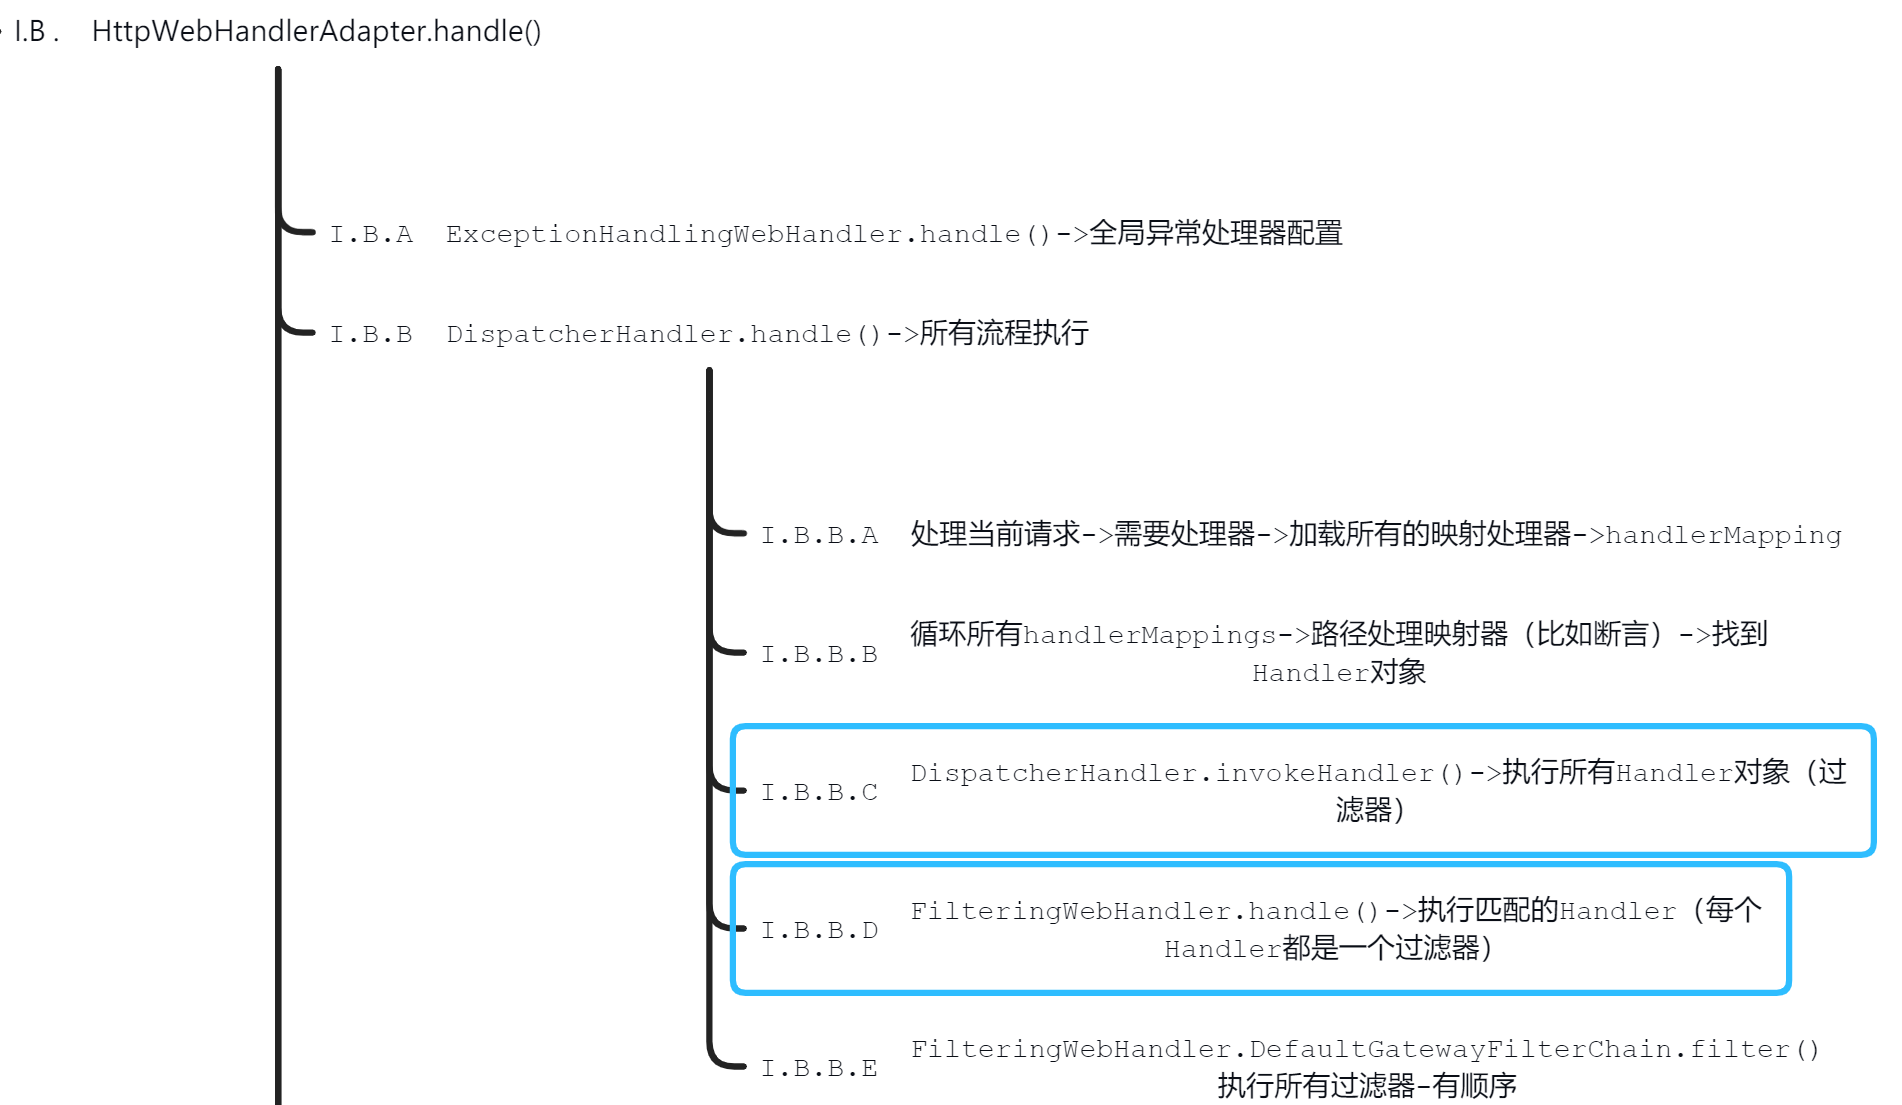 I.B . HttpWebHandlerAdapter.handle()
I.B.A ExceptionHandlingWebHandler.handle()->全局异常处理器配置
I.B.B DispatcherHandler.handle()->所有流程执行
I.B.B.A 处理当前请求->需要处理器->加载所有的映射处理器->handlerMapping
I.B.B.B 循环所有handlerMappings->路径处理映射器（比如断言）->找到
Handler对象
I.B.B.C DispatcherHandler.invokeHandler()->执行所有Handler对象（过
滤器）
I.B.B.D FilteringWebHandler.handle()->执行匹配的Handler（每个
Handler都是一个过滤器）
I.B.B.E FilteringWebHandler.DefaultGatewayFilterChain.filter()
执行所有过滤器-有顺序